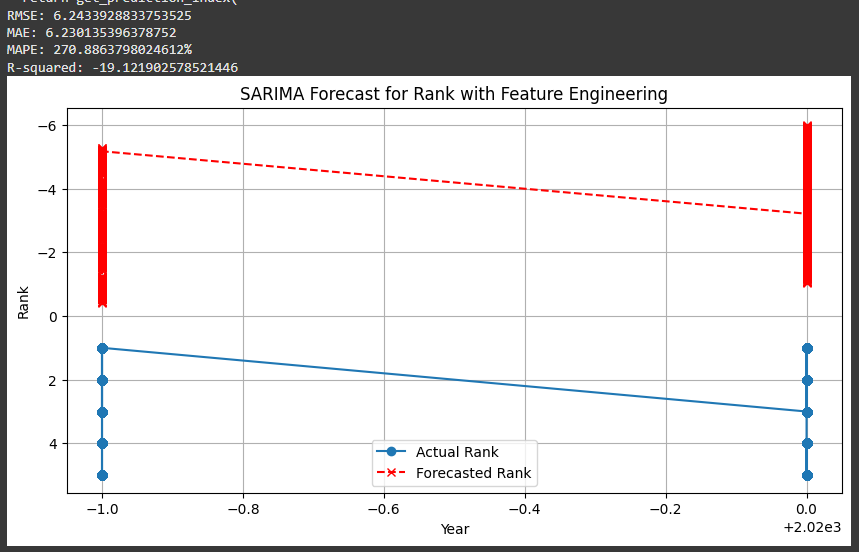 return get_prediction_index(
RMSE: 6.2433928833753525
MAE: 6.230135396378752
MAPE: 270.8863798024612%
R-squared: -19.121902578521446
SARIMA Forecast for Rank with Feature Engineering
−6
−4
−2
0
2
4
Rank
Actual Rank
Forecasted Rank
−1.0
−0.8
−0.6
−0.4
−0.2
0.0
+2.02e3
Year